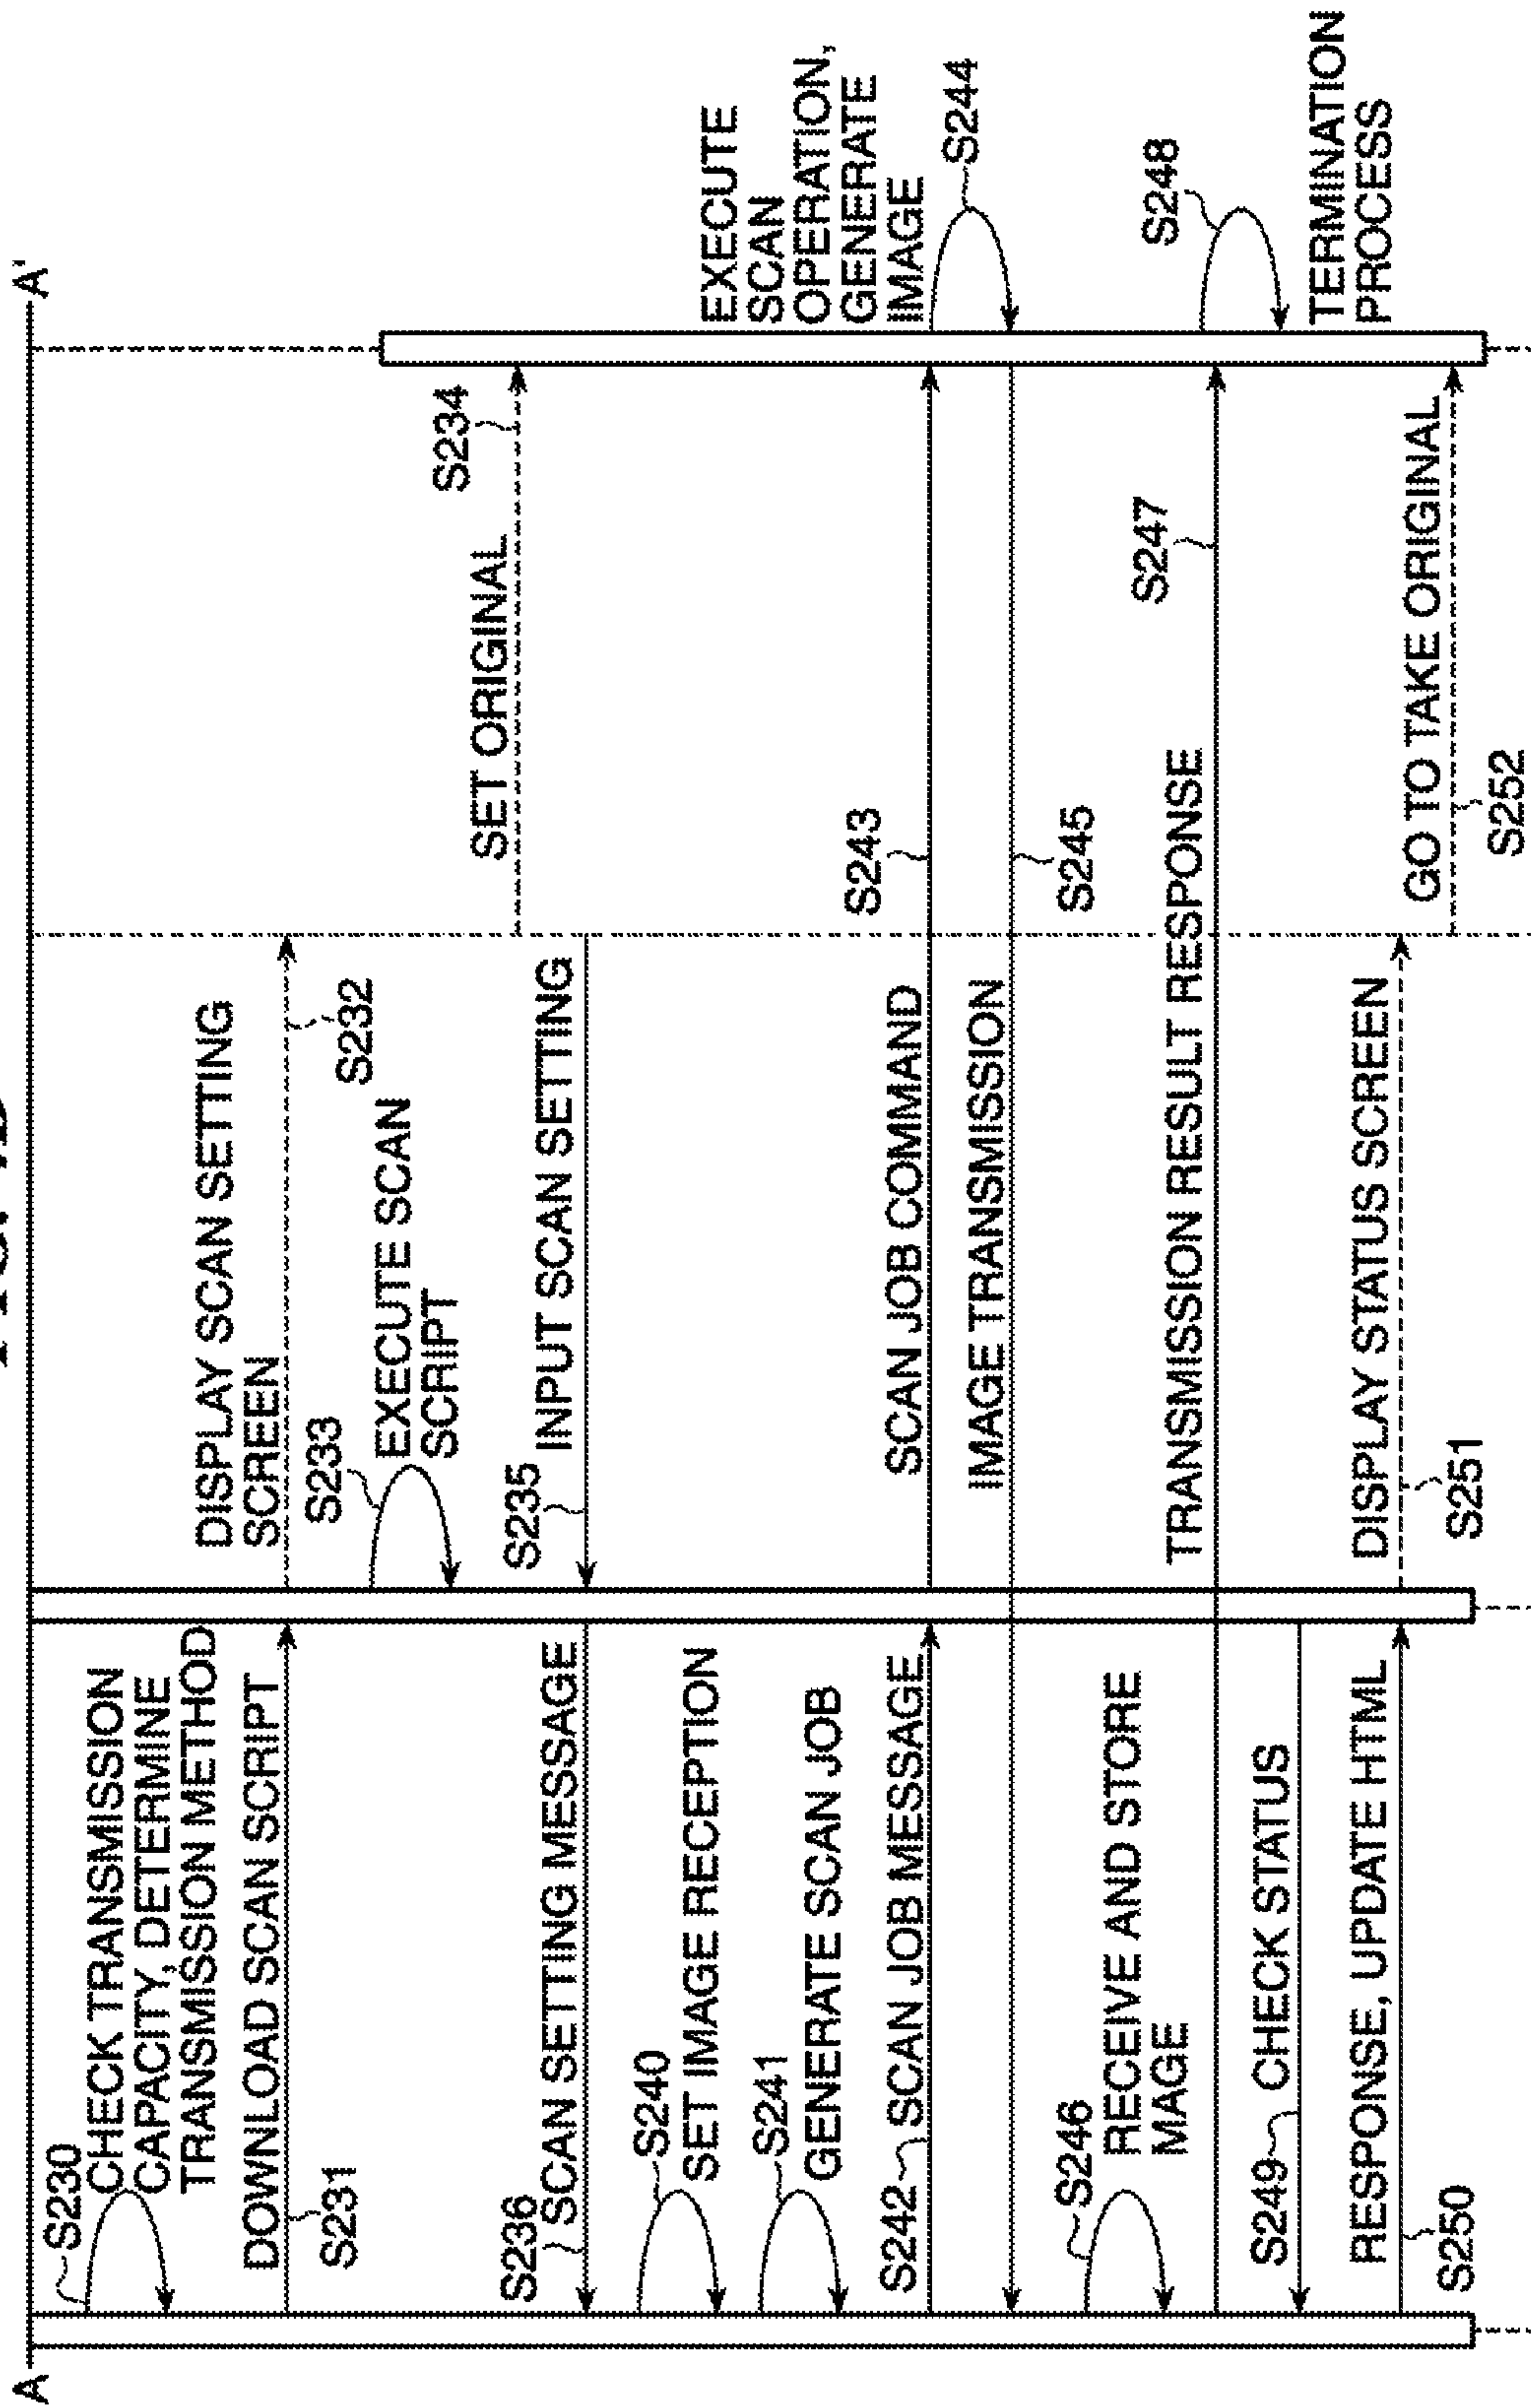 A
A'
S230
CHECK TRANSMISSION
CAPACITY, DETERMINE
TRANSMISSION METHOD
DOWNLOAD SCAN SCRIPT
S231
DISPLAY SCAN SETTING
SCREEN
S232
S233
EXECUTE SCAN
SCRIPT
SET ORIGINAL
S234
S235
INPUT SCAN SETTING
S236
SCAN SETTING MESSAGE
S240
SET IMAGE RECEPTION
S241
GENERATE SCAN JOB
S242
SCAN JOB MESSAGE
SCAN JOB COMMAND
S243
EXECUTE
SCAN
OPERATION,
GENERATE
IMAGE
S244
IMAGE TRANSMISSION
S245
S246
RECEIVE AND STORE
MAGE
TRANSMISSION RESULT RESPONSE
S247
S248
TERMINATION
PROCESS
S249
CHECK STATUS
RESPONSE, UPDATE HTML
S250
DISPLAY STATUS SCREEN
S251
GO TO TAKE ORIGINAL
S252